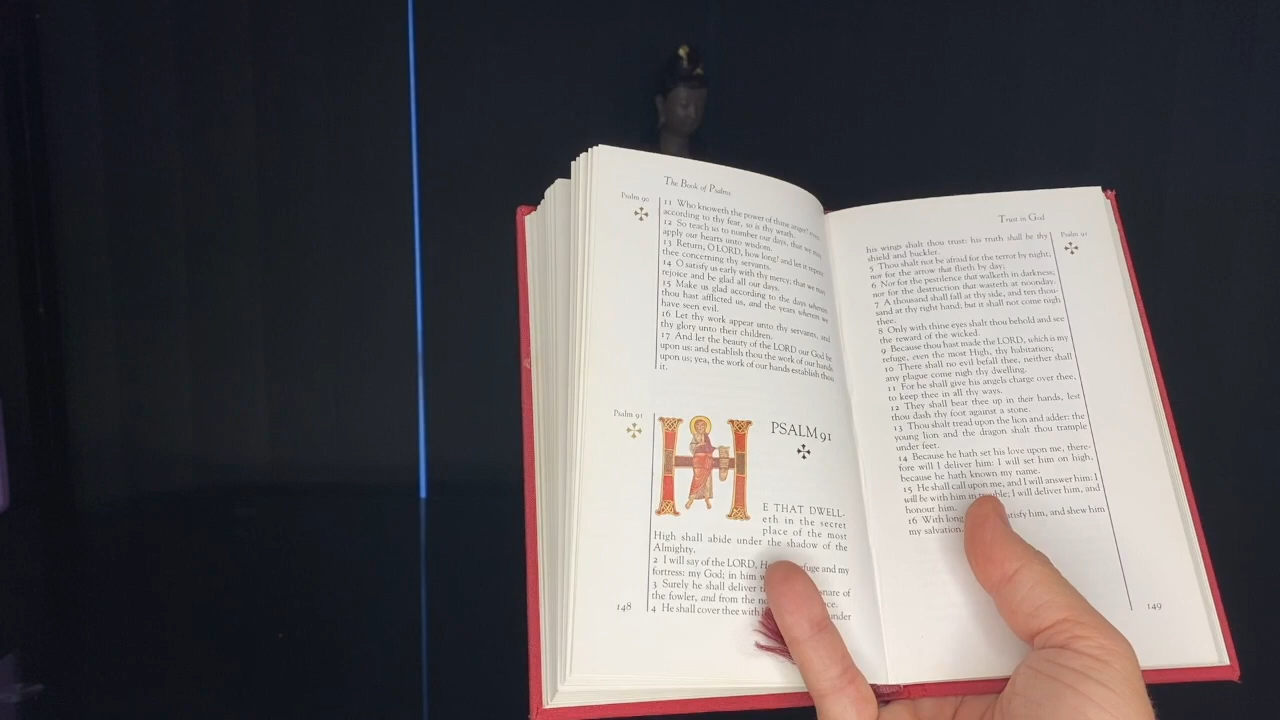 The Book of Psalms
Psalm 90
11 Who knoweth the power of thine anger? even
according to thy fear, so is thy wrath.
12 So teach us to number our days, that we may
apply our hearts unto wisdom.
13 Return, O LORD, how long? and let it repent
thee concerning thy servants.
14 O satisfy us early with thy mercy; that we may
rejoice and be glad all our days.
15 Make us glad according to the days wherein
thou hast afflicted us, and the years wherein we
have seen evil.
16 Let thy work appear unto thy servants, and
thy glory unto their children.
17 And let the beauty of the LORD our God be
upon us: and establish thou the work of our hands
upon us; yea, the work of our hands establish thou
it.
Psalm 91
PSALM 91
H
E THAT DWELL-
eth in the secret
place of the most
High shall abide under the shadow of the
Almighty.
2 I will say of the LORD, fuge and my
fortress: my God; in him
3 Surely he shall deliver snare of
the fowler, and from the
4 He shall cover thee with under
148
Trust in God
Psalm 91
his wings shalt thou trust: his truth shall be thy
shield and buckler.
5 Thou shalt not be afraid for the terror by night;
nor for the arrow that flieth by day;
6 Nor for the pestilence that walketh in darkness;
nor for the destruction that wasteth at noonday.
7 A thousand shall fall at thy side, and ten thou-
sand at thy right hand; but it shall not come nigh
thee.
8 Only with thine eyes shalt thou behold and see
the reward of the wicked.
9 Because thou hast made the LORD, which is my
refuge, even the most High, thy habitation;
10 There shall no evil befall thee, neither shall
any plague come nigh thy dwelling.
11 For he shall give his angels charge over thee,
to keep thee in all thy ways.
12 They shall bear thee up in their hands, lest
thou dash thy foot against a stone.
13 Thou shalt tread upon the lion and adder: the
young lion and the dragon shalt thou trample
under feet.
14 Because he hath set his love upon me, there-
fore will I deliver him: I will set him on high,
because he hath known my name.
15 He shall call upon me, and I will answer him: I
will be with him in trouble; I will deliver him, and
honour him.
16 With long satisfy him, and shew him
my salvation.
149